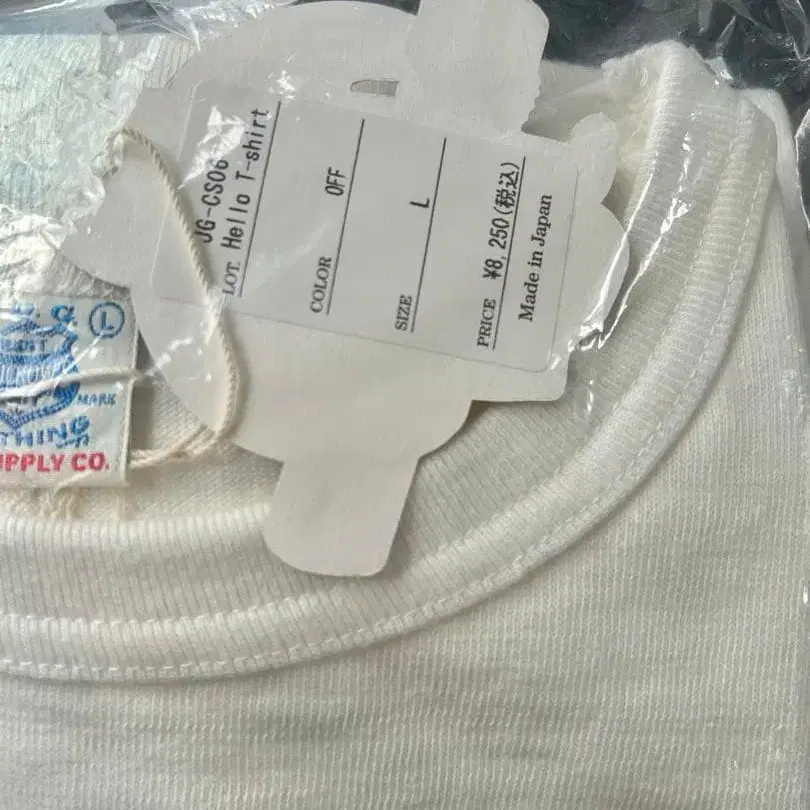 JG-CS06
LOT. Hello T-shirt
COLOR OFF
SIZE L
PRICE ¥8,250(税込)
Made in Japan
L
MARK
THING
UPPLY CO.